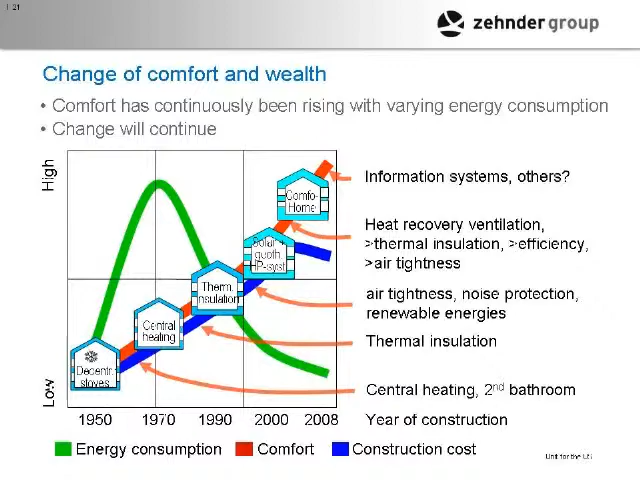 zehnder group
Change of comfort and wealth
• Comfort has continuously been rising with varying energy consumption
• Change will continue
High
Low
Comfo-
Home
Solar +
HP-syst.
Therm.
Insulation
Central
heating
Decentr.
stoves
Information systems, others?
Heat recovery ventilation,
>thermal insulation, >efficiency,
>air tightness
air tightness, noise protection,
renewable energies
Thermal insulation
Central heating, 2nd bathroom
1950 1970 1990 2000 2008 Year of construction
Energy consumption Comfort Construction cost